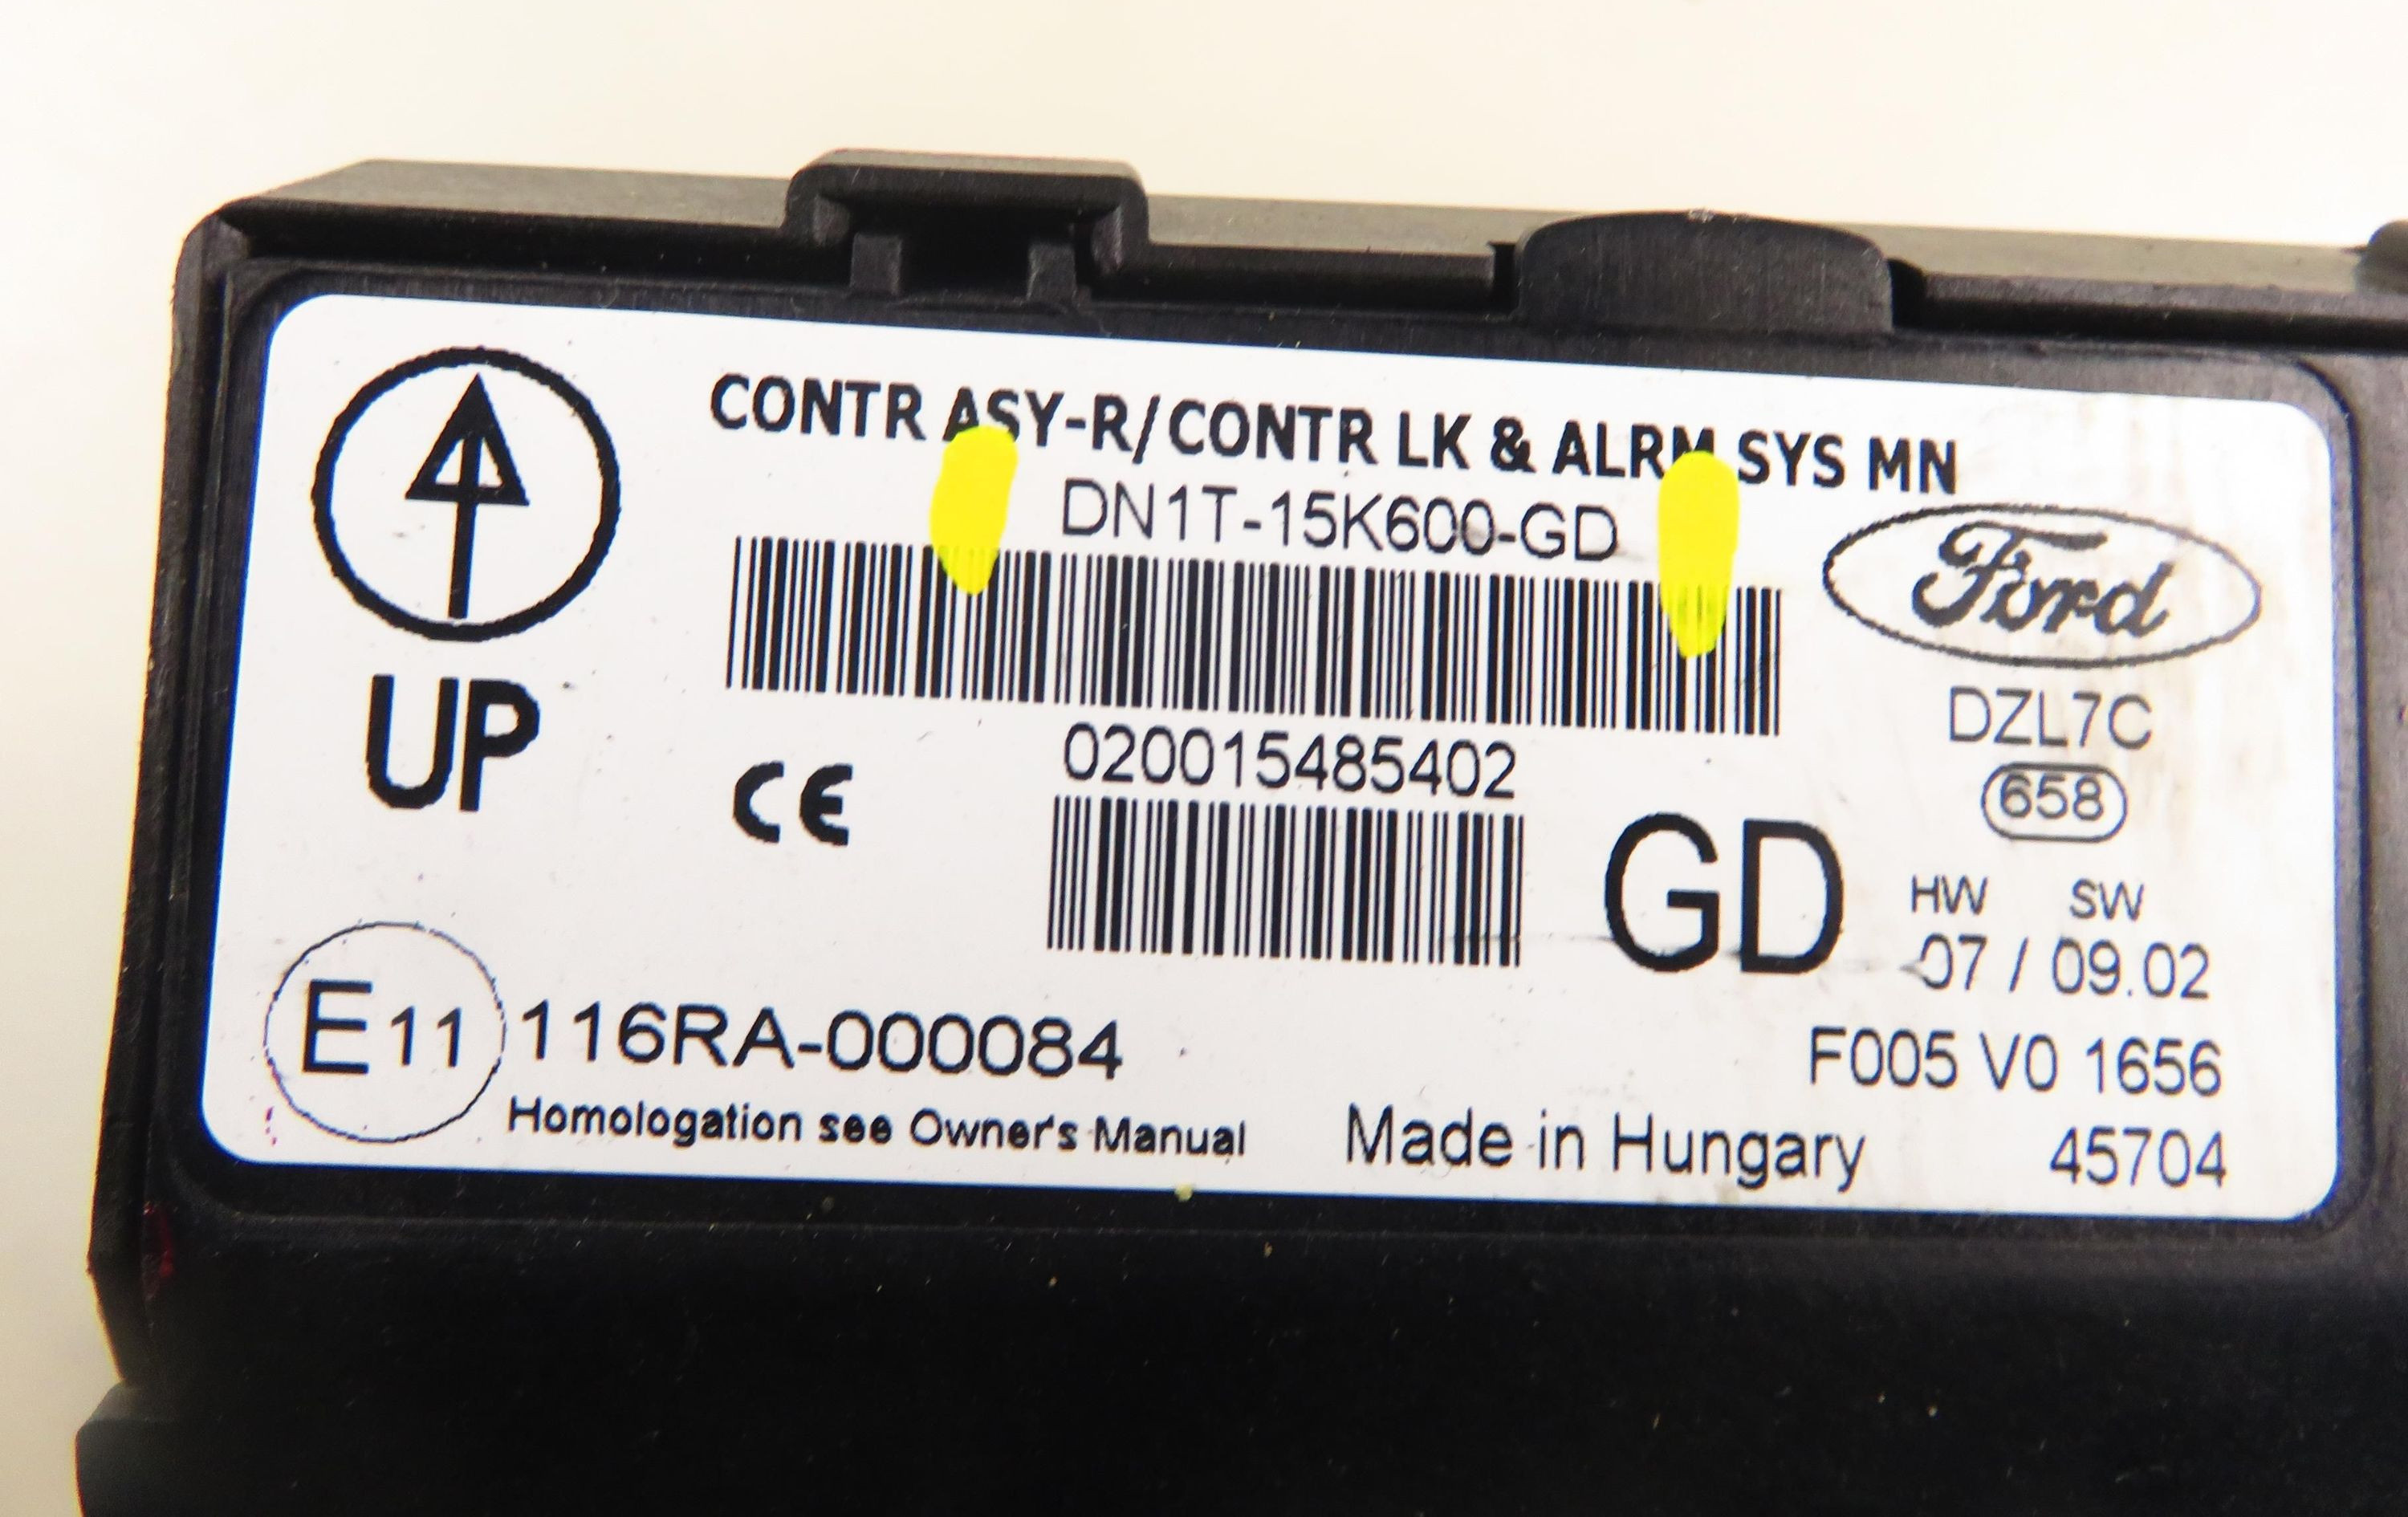 CONTR ASY-R/CONTR LK & ALRM SYS MN
DN1T-15K600-GD
Ford
UP
DZL7C
020015485402
CE
658
GD
HW SW
07 / 09.02
E11 116RA-000084
F005 V0 1656
Homologation see Owner's Manual
Made in Hungary
45704